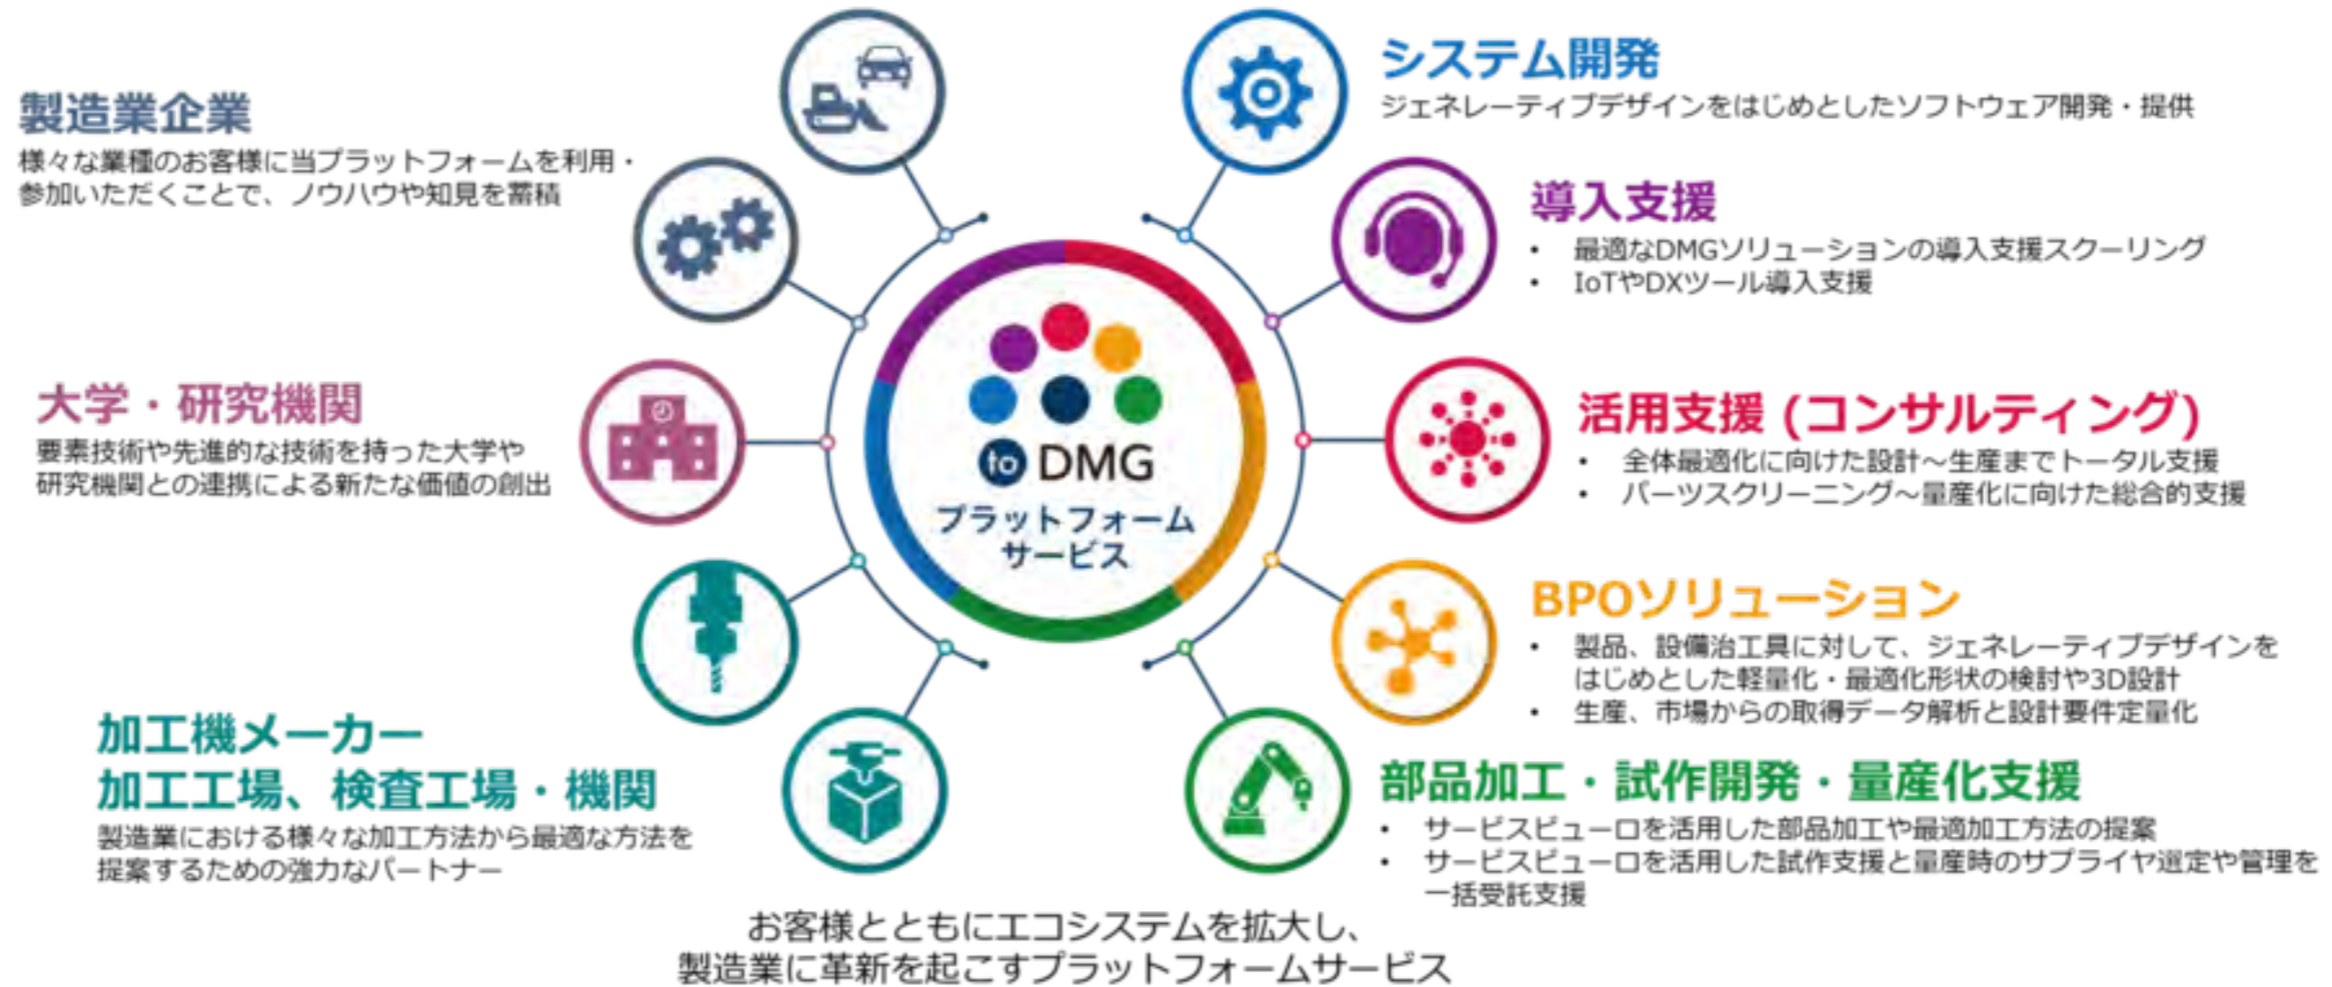 製造業企業
様々な業種のお客様に当プラットフォームを利用・
参加いただくことで、ノウハウや知見を蓄積
大学・研究機関
要素技術や先進的な技術を持った大学や
研究機関との連携による新たな価値の創出
加工機メーカー
加工工場、検査工場・機関
製造業における様々な加工方法から最適な方法を
提案するための強力なパートナー
to DMG
プラットフォーム
サービス
システム開発
ジェネレーティブデザインをはじめとしたソフトウェア開発・提供
導入支援
• 最適なDMGソリューションの導入支援スクーリング
• IoTやDXツール導入支援
活用支援 (コンサルティング)
• 全体最適化に向けた設計～生産までトータル支援
• パーツスクリーニング～量産化に向けた総合的支援
BPOソリューション
• 製品、設備治工具に対して、ジェネレーティブデザインを
はじめとした軽量化・最適化形状の検討や3D設計
• 生産、市場からの取得データ解析と設計要件定量化
部品加工・試作開発・量産化支援
• サービスビューロを活用した部品加工や最適加工方法の提案
• サービスビューロを活用した試作支援と量産時のサプライヤ選定や管理を
一括受託支援
お客様とともにエコシステムを拡大し、
製造業に革新を起こすプラットフォームサービス